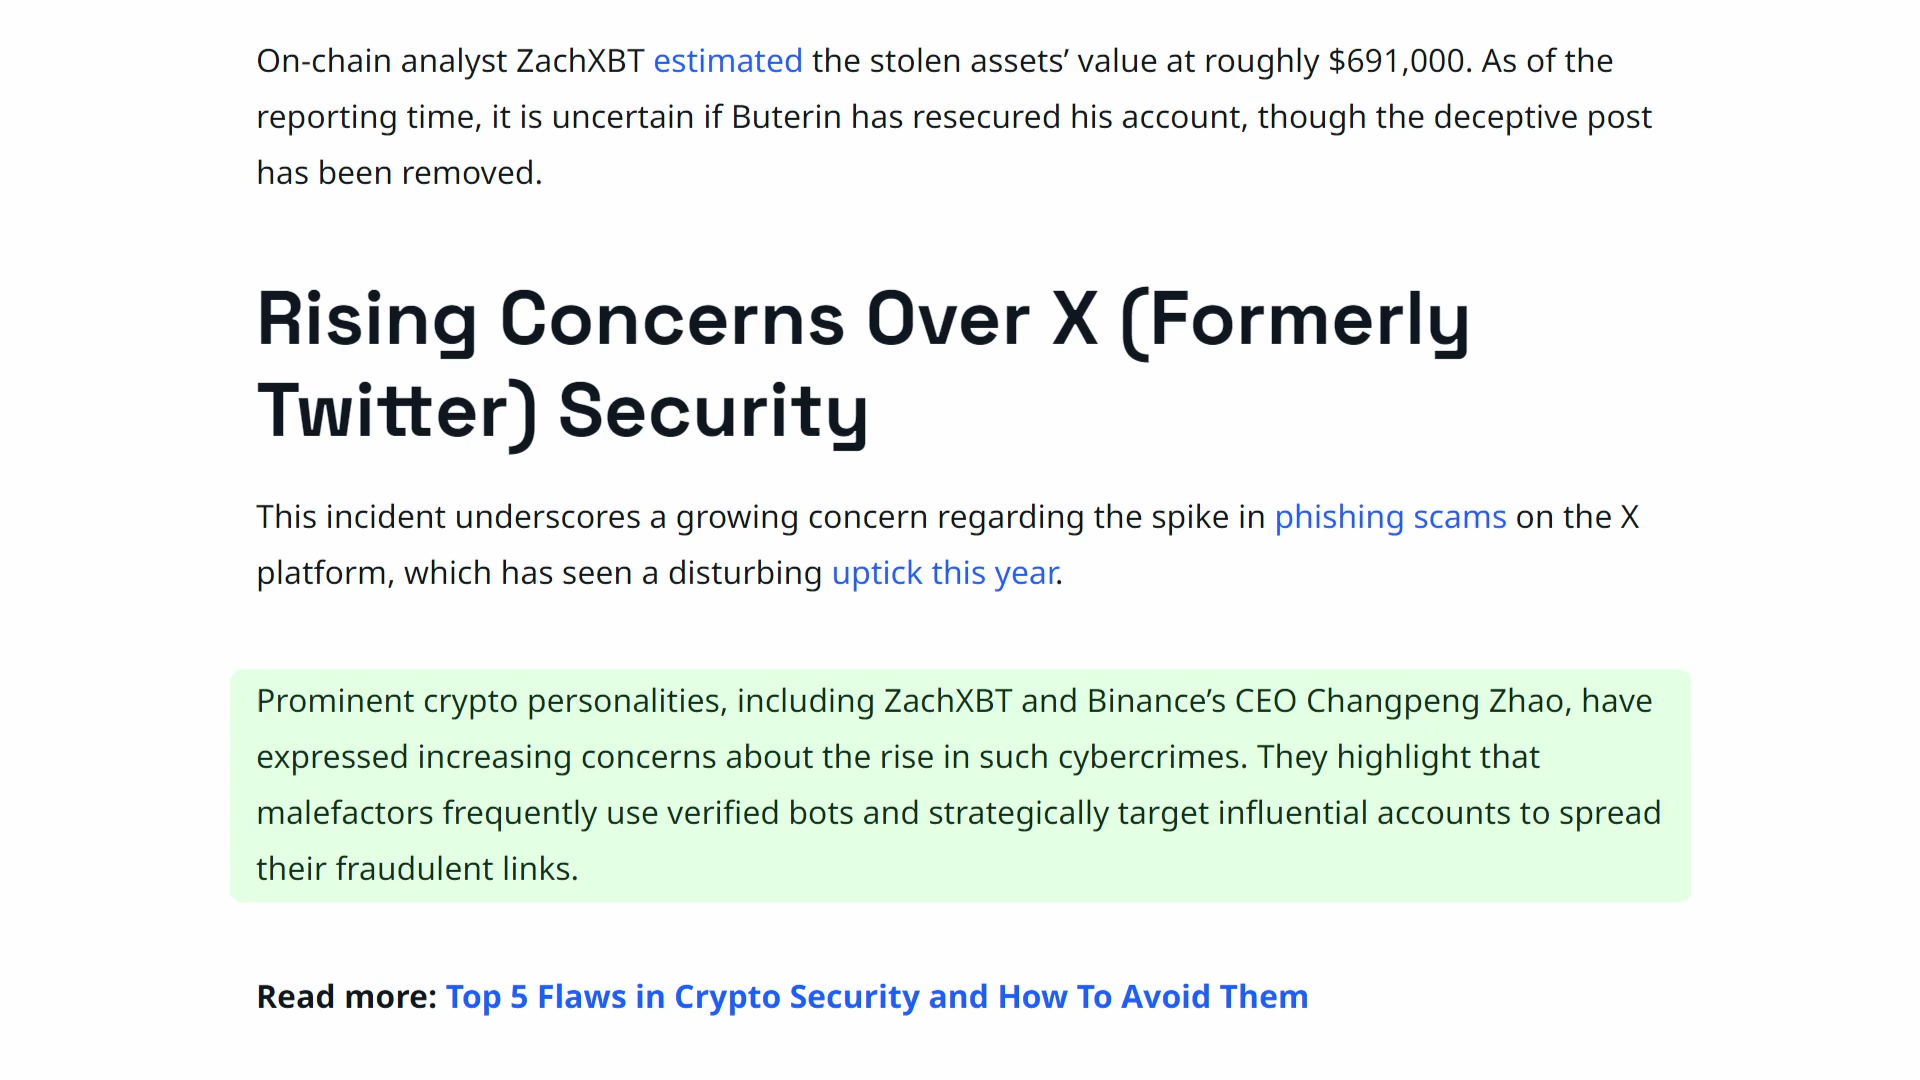 On-chain analyst ZachXBT estimated the stolen assets’ value at roughly $691,000. As of the
reporting time, it is uncertain if Buterin has resecured his account, though the deceptive post
has been removed.
Rising Concerns Over X (Formerly
Twitter) Security
This incident underscores a growing concern regarding the spike in phishing scams on the X
platform, which has seen a disturbing uptick this year.
Prominent crypto personalities, including ZachXBT and Binance’s CEO Changpeng Zhao, have
expressed increasing concerns about the rise in such cybercrimes. They highlight that
malefactors frequently use verified bots and strategically target influential accounts to spread
their fraudulent links.
Read more: Top 5 Flaws in Crypto Security and How To Avoid Them